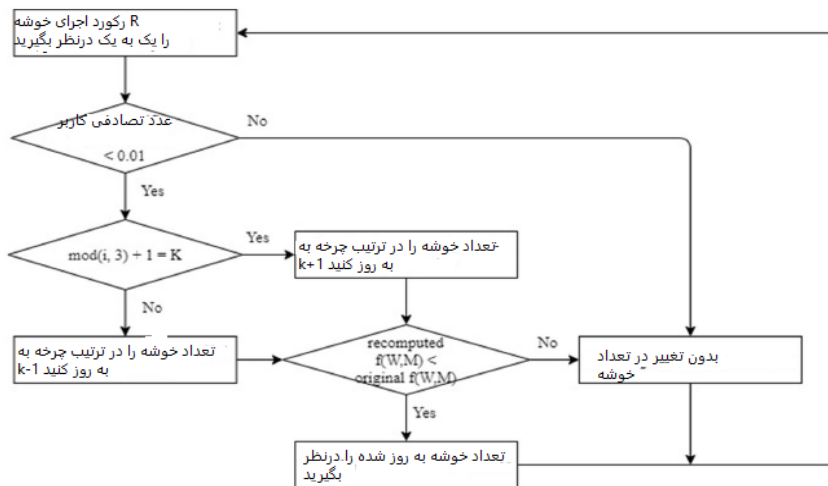 رکورد اجرای خوشه R
را یک به یک درنظر بگیرید
عدد تصادفی کاربر
< 0.01
No
Yes
mod(i, 3) + 1 = K
Yes
تعداد خوشه را در ترتیب چرخه به-
k+1 به روز کنید
No
تعداد خوشه را در ترتیب چرخه به
k-1 به روز کنید
recomputed
f(W,M) <
original f(W,M)
No
بدون تغییر در تعداد
خوشه
Yes
تعداد خوشه به روز شده را درنظر
بگیرید